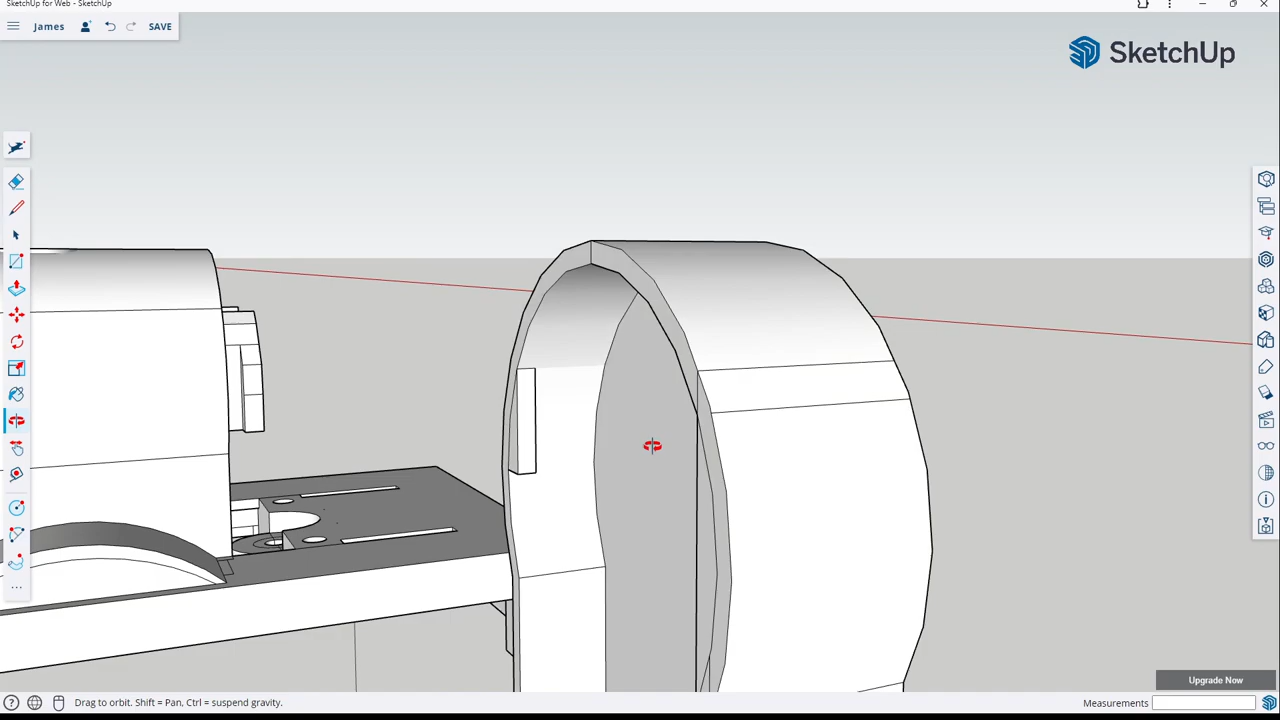 SketchUp for Web - SketchUp
James
SAVE
SketchUp
Upgrade Now
Drag to orbit. Shift = Pan, Ctrl = suspend gravity.
Measurements